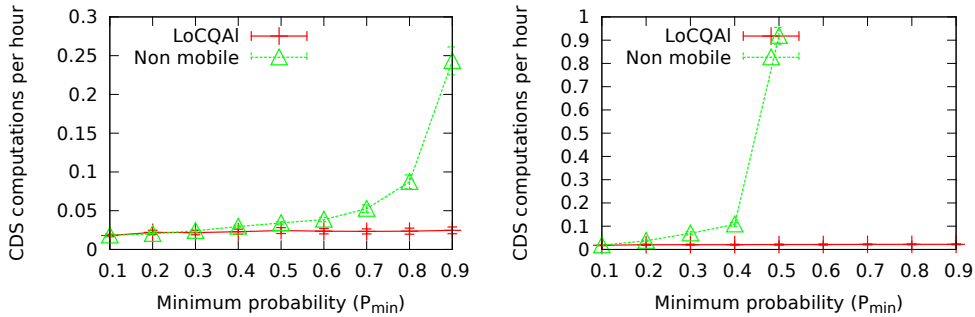 CDS computations per hour
0.3
0.25
0.2
0.15
0.1
0.05
0
LoCQAI
Non mobile
0.1 0.2 0.3 0.4 0.5 0.6 0.7 0.8 0.9
Minimum probability (Pmin)
CDS computations per hour
1
0.9
0.8
0.7
0.6
0.5
0.4
0.3
0.2
0.1
0
LoCQAI
Non mobile
0.1 0.2 0.3 0.4 0.5 0.6 0.7 0.8 0.9
Minimum probability (Pmin)